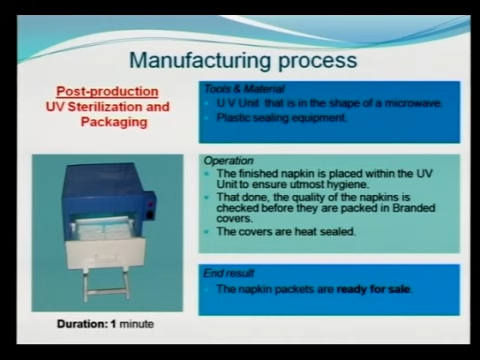 Manufacturing process
Post-production
UV Sterilization and
Packaging
Tools & Material
U V Unit that is in the shape of a microwave.
Plastic sealing equipment.
Operation
The finished napkin is placed within the UV
Unit to ensure utmost hygiene.
That done, the quality of the napkins is
checked before they are packed in Branded
covers.
The covers are heat sealed.
End result
The napkin packets are ready for sale.
Duration: 1 minute